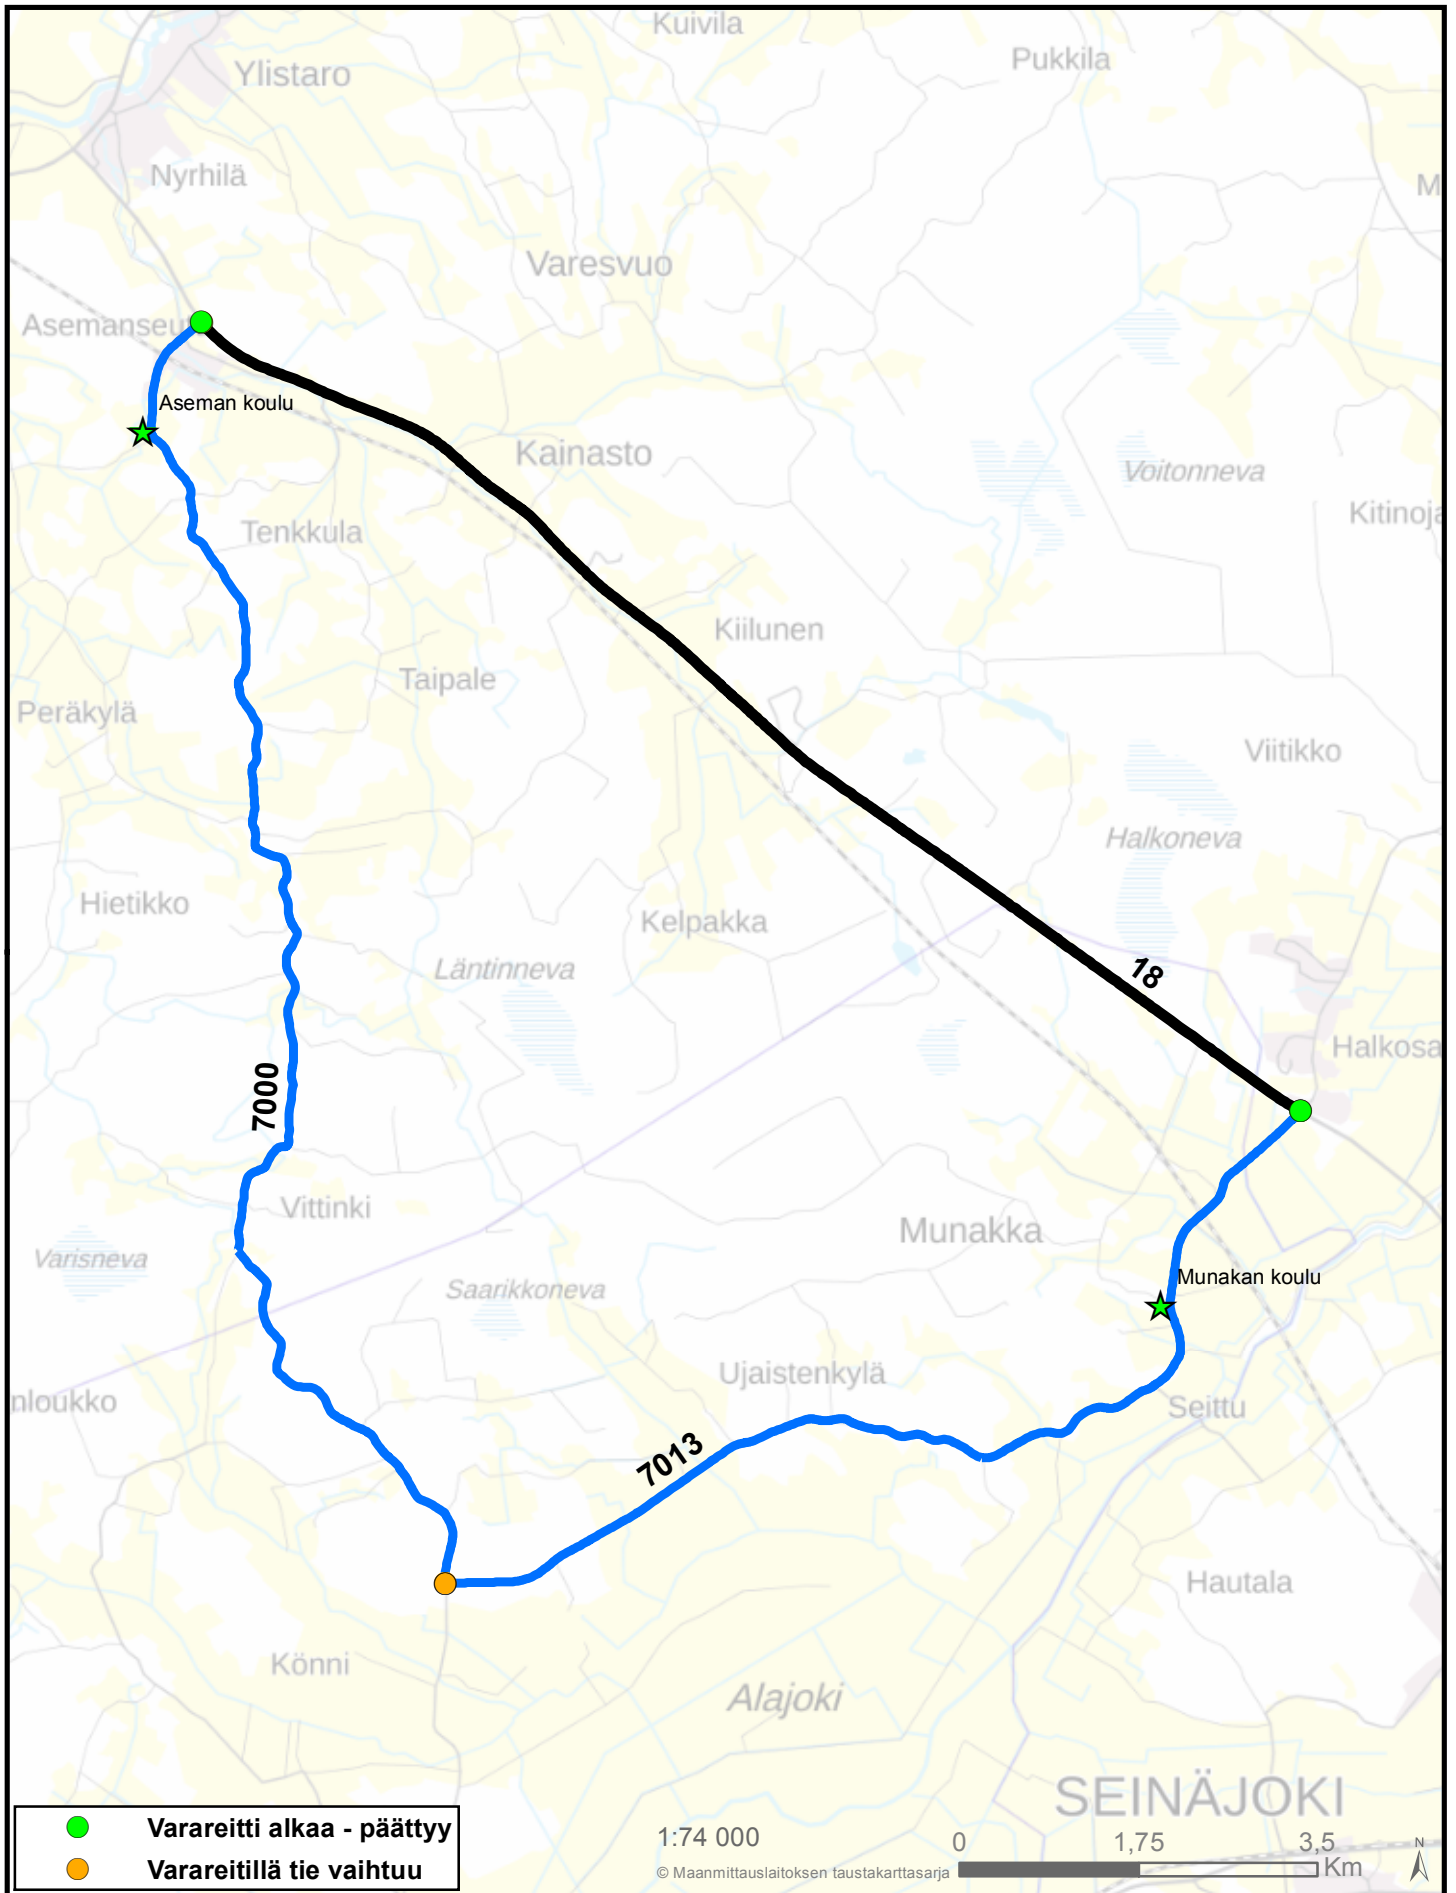 Kuivila
Pukkila
Ylistaro
Nyrhilä
M
Varesvuo
Asemanseu
Aseman koulu
Kainasto
Voitonneva
Kitinoja
Tenkkula
Kiilunen
Taipale
Peräkylä
Viitikko
Halkoneva
Hietikko
Kelpakka
Läntinneva
18
Halkosa
7000
Vittinki
Munakka
Varisneva
Munakan koulu
Saarikkoneva
Ujaistenkylä
nloukko
Seittu
7013
Hautala
Könni
Alajoki
SEINÄJOKI
Varareitti alkaa - päättyy
Varareitillä tie vaihtuu
1:74 000
© Maanmittauslaitoksen taustakarttasarja
0 1,75 3,5
Km
N